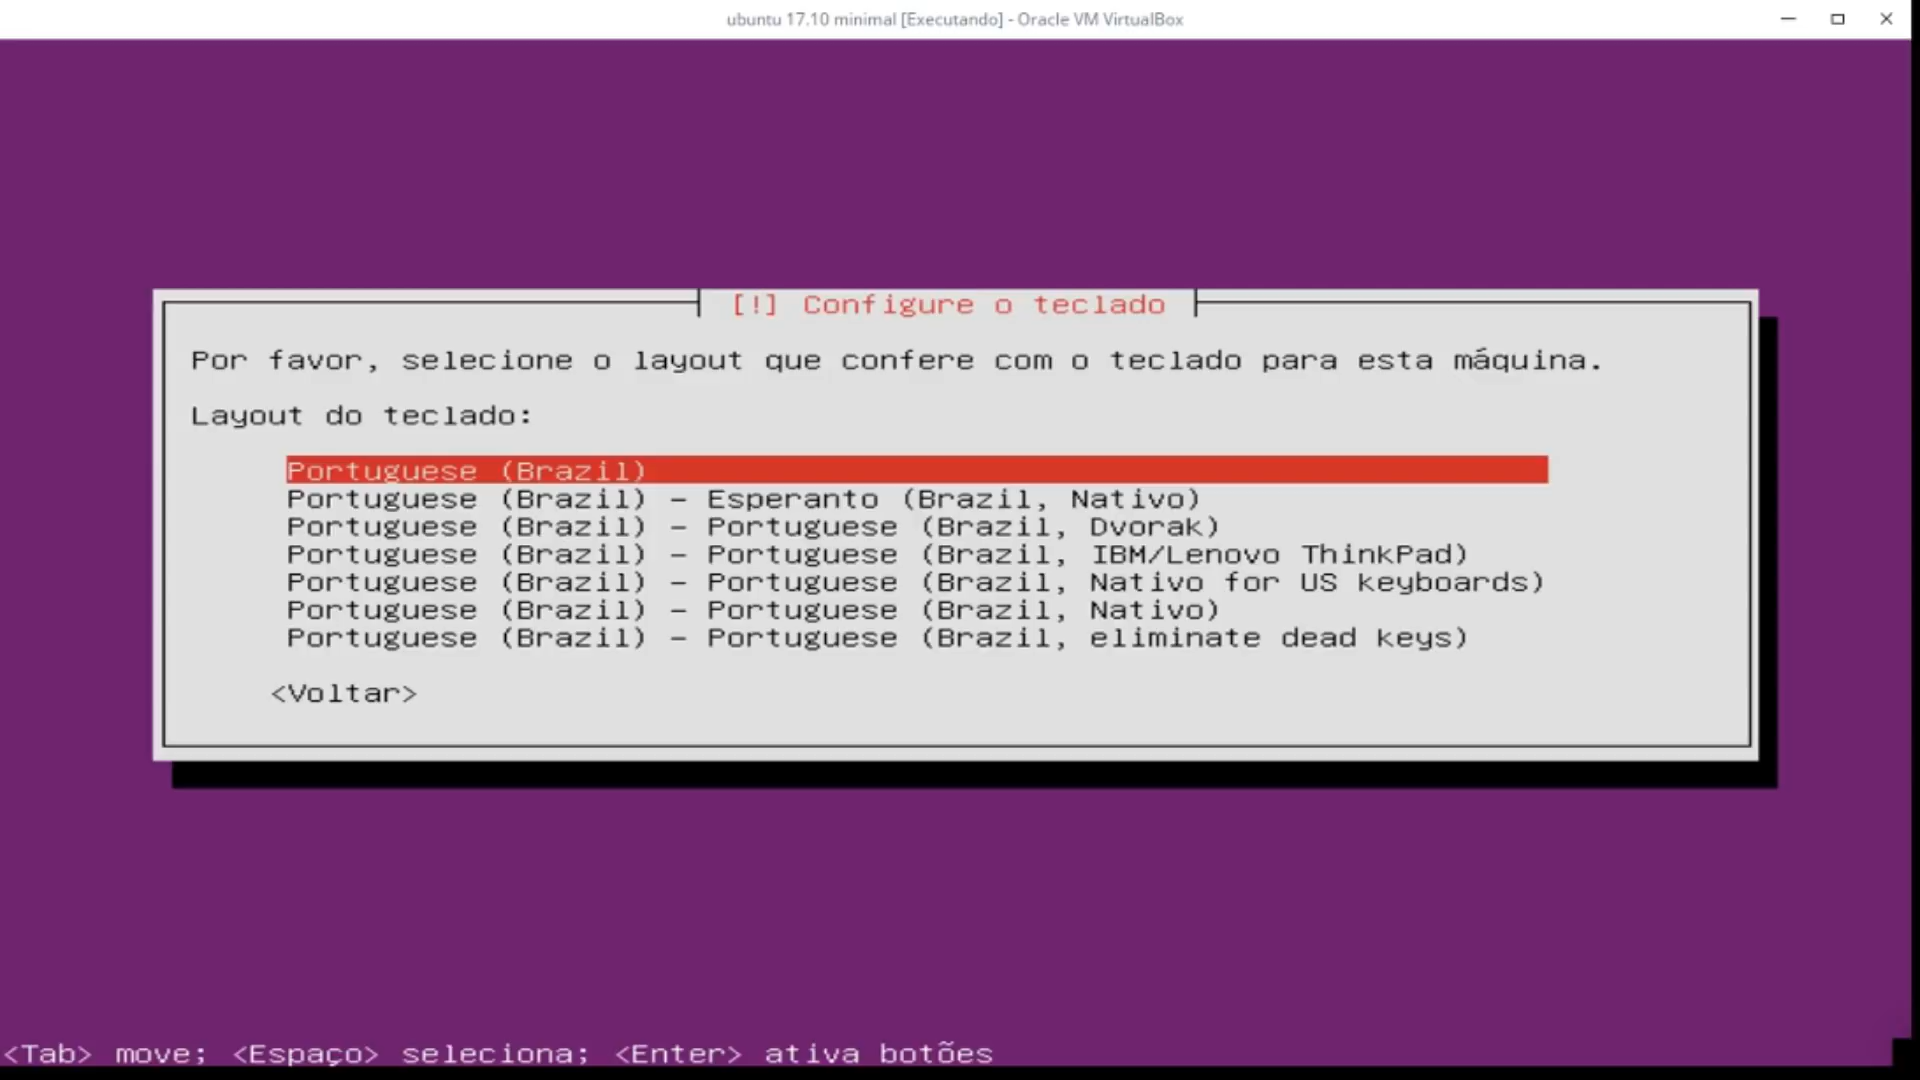 ubuntu 17.10 minimal [Executando] - Oracle VM VirtualBox
[!] Configure o teclado
Por favor, selecione o layout que confere com o teclado para esta máquina.
Layout do teclado:
Portuguese (Brazil)
Portuguese (Brazil) – Esperanto (Brazil, Nativo)
Portuguese (Brazil) – Portuguese (Brazil, Dvorak)
Portuguese (Brazil) – Portuguese (Brazil, IBM/Lenovo ThinkPad)
Portuguese (Brazil) – Portuguese (Brazil, Nativo for US keyboards)
Portuguese (Brazil) – Portuguese (Brazil, Nativo)
Portuguese (Brazil) – Portuguese (Brazil, eliminate dead keys)
<Voltar>
<Tab> move; <Espaço> seleciona; <Enter> ativa botões